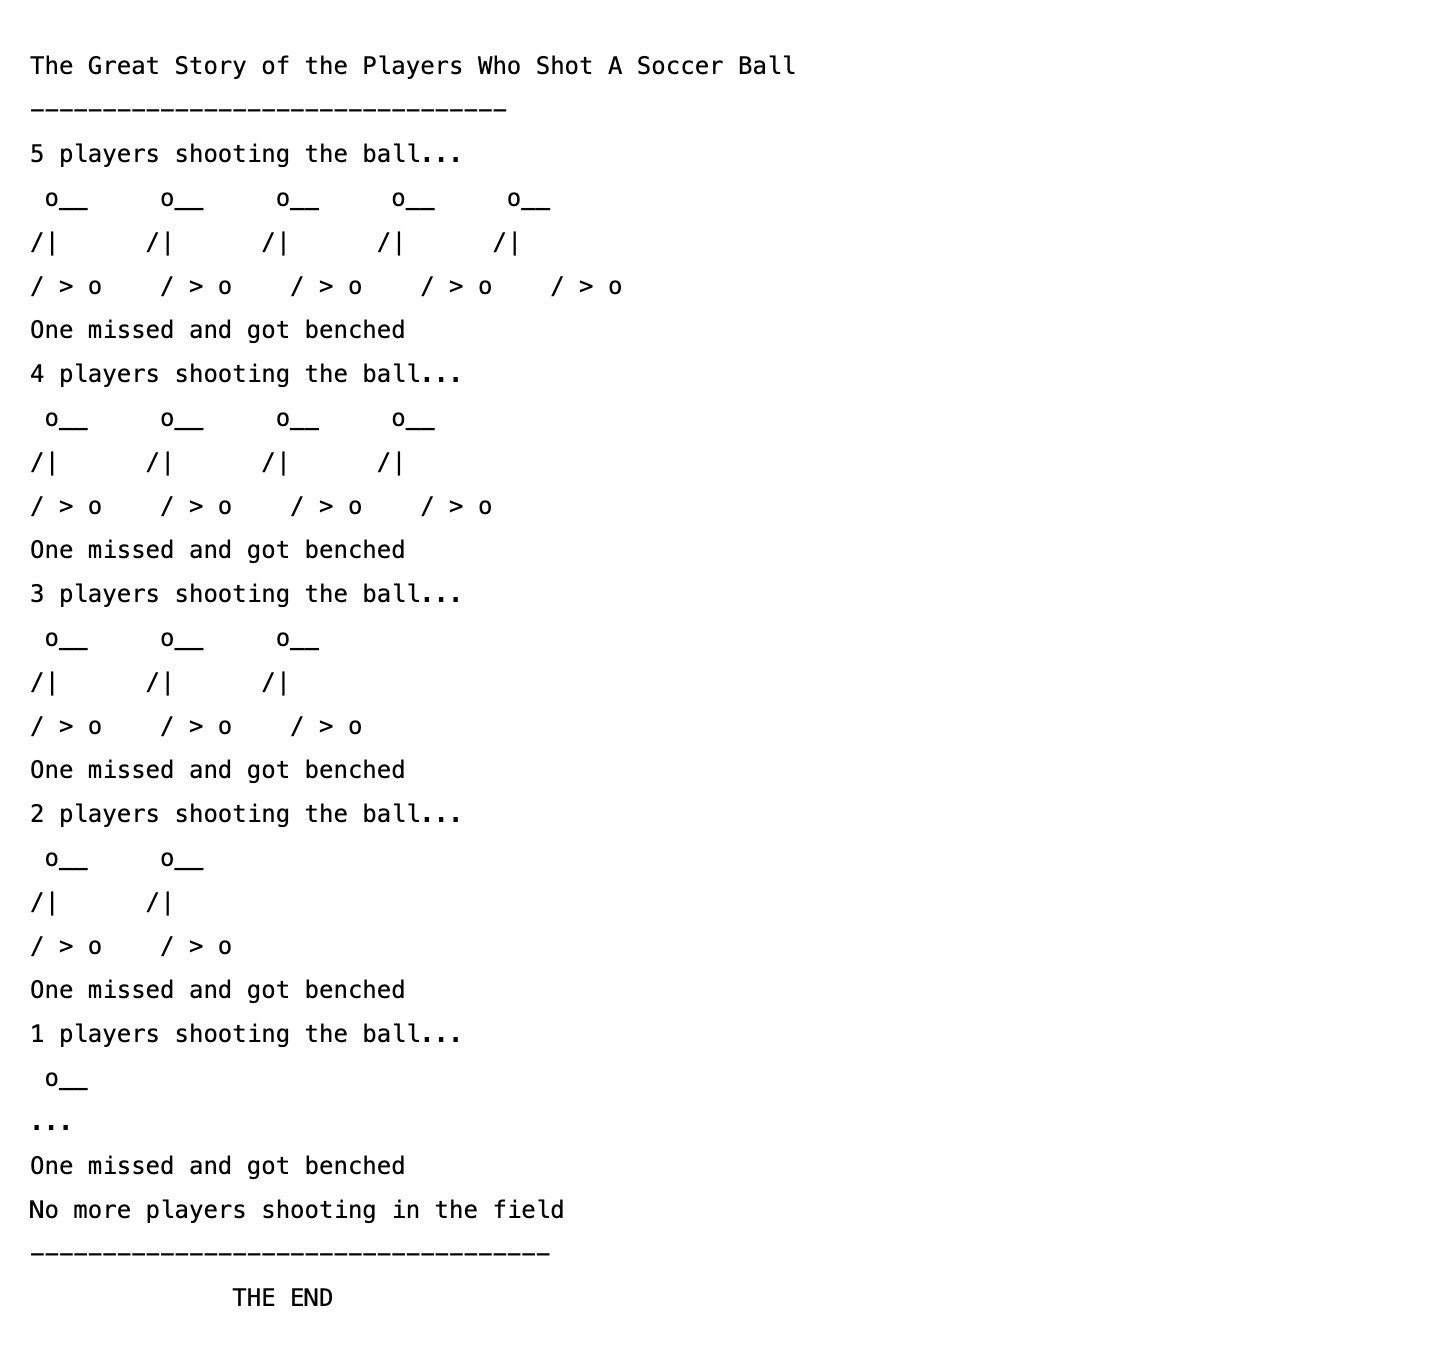 The Great Story of the Players Who Shot A Soccer Ball
---------------------------------
5 players shooting the ball...
 o__     o__     o__     o__     o__
/|      /|      /|      /|      /|
/ > o    / > o    / > o    / > o    / > o
One missed and got benched
4 players shooting the ball...
 o__     o__     o__     o__
/|      /|      /|      /|
/ > o    / > o    / > o    / > o
One missed and got benched
3 players shooting the ball...
 o__     o__     o__
/|      /|      /|
/ > o    / > o    / > o
One missed and got benched
2 players shooting the ball...
 o__     o__
/|      /|
/ > o    / > o
One missed and got benched
1 players shooting the ball...
 o__
...
One missed and got benched
No more players shooting in the field
------------------------------------
              THE END